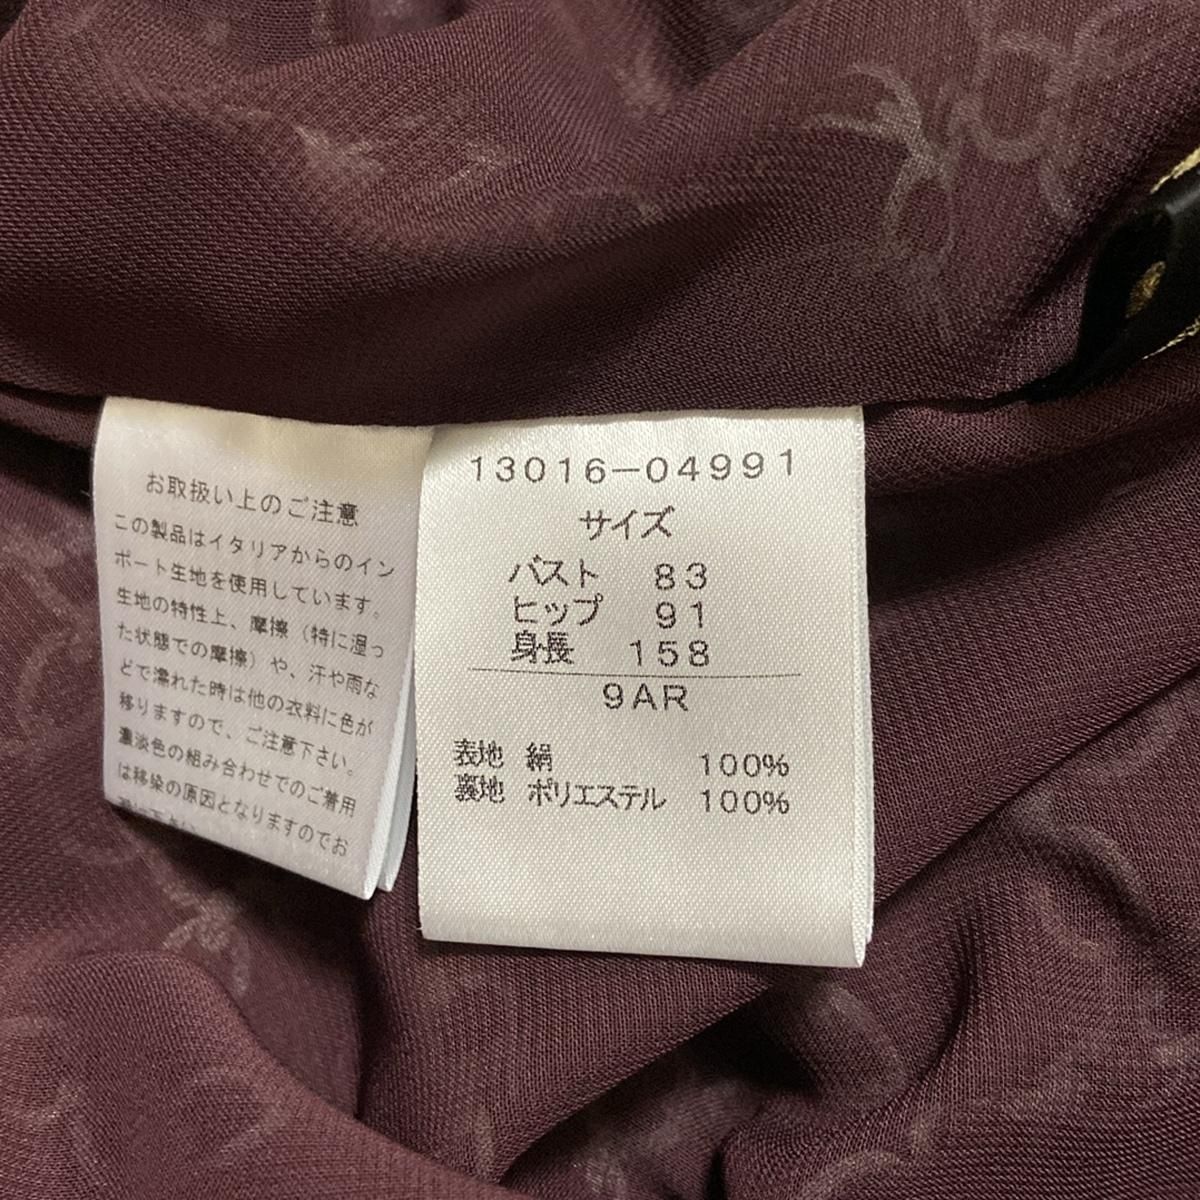 お取扱い上のご注意
この製品はイタリアからのイン
ポート生地を使用しています。
生地の特性上、摩擦（特に湿っ
た状態での摩擦）や、汗や雨な
どで濡れた時は他の衣料に色が
移りますので、ご注意下さい。
濃淡色の組み合わせでのご着用
は移染の原因となりますのでお
13016-04991
サイズ
バスト 83
ヒップ 91
身長 158
9AR
表地 絹 100%
裏地 ポリエステル 100%